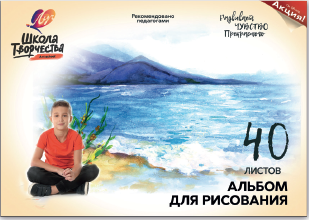 Луч
ШКОЛА
ТВОРЧЕСТВА
Рекомендовано
педагогами
Развиваем
ЧУВСТВО
Прекрасного
Акция!
40
ЛИСТОВ
АЛЬБОМ
ДЛЯ РИСОВАНИЯ